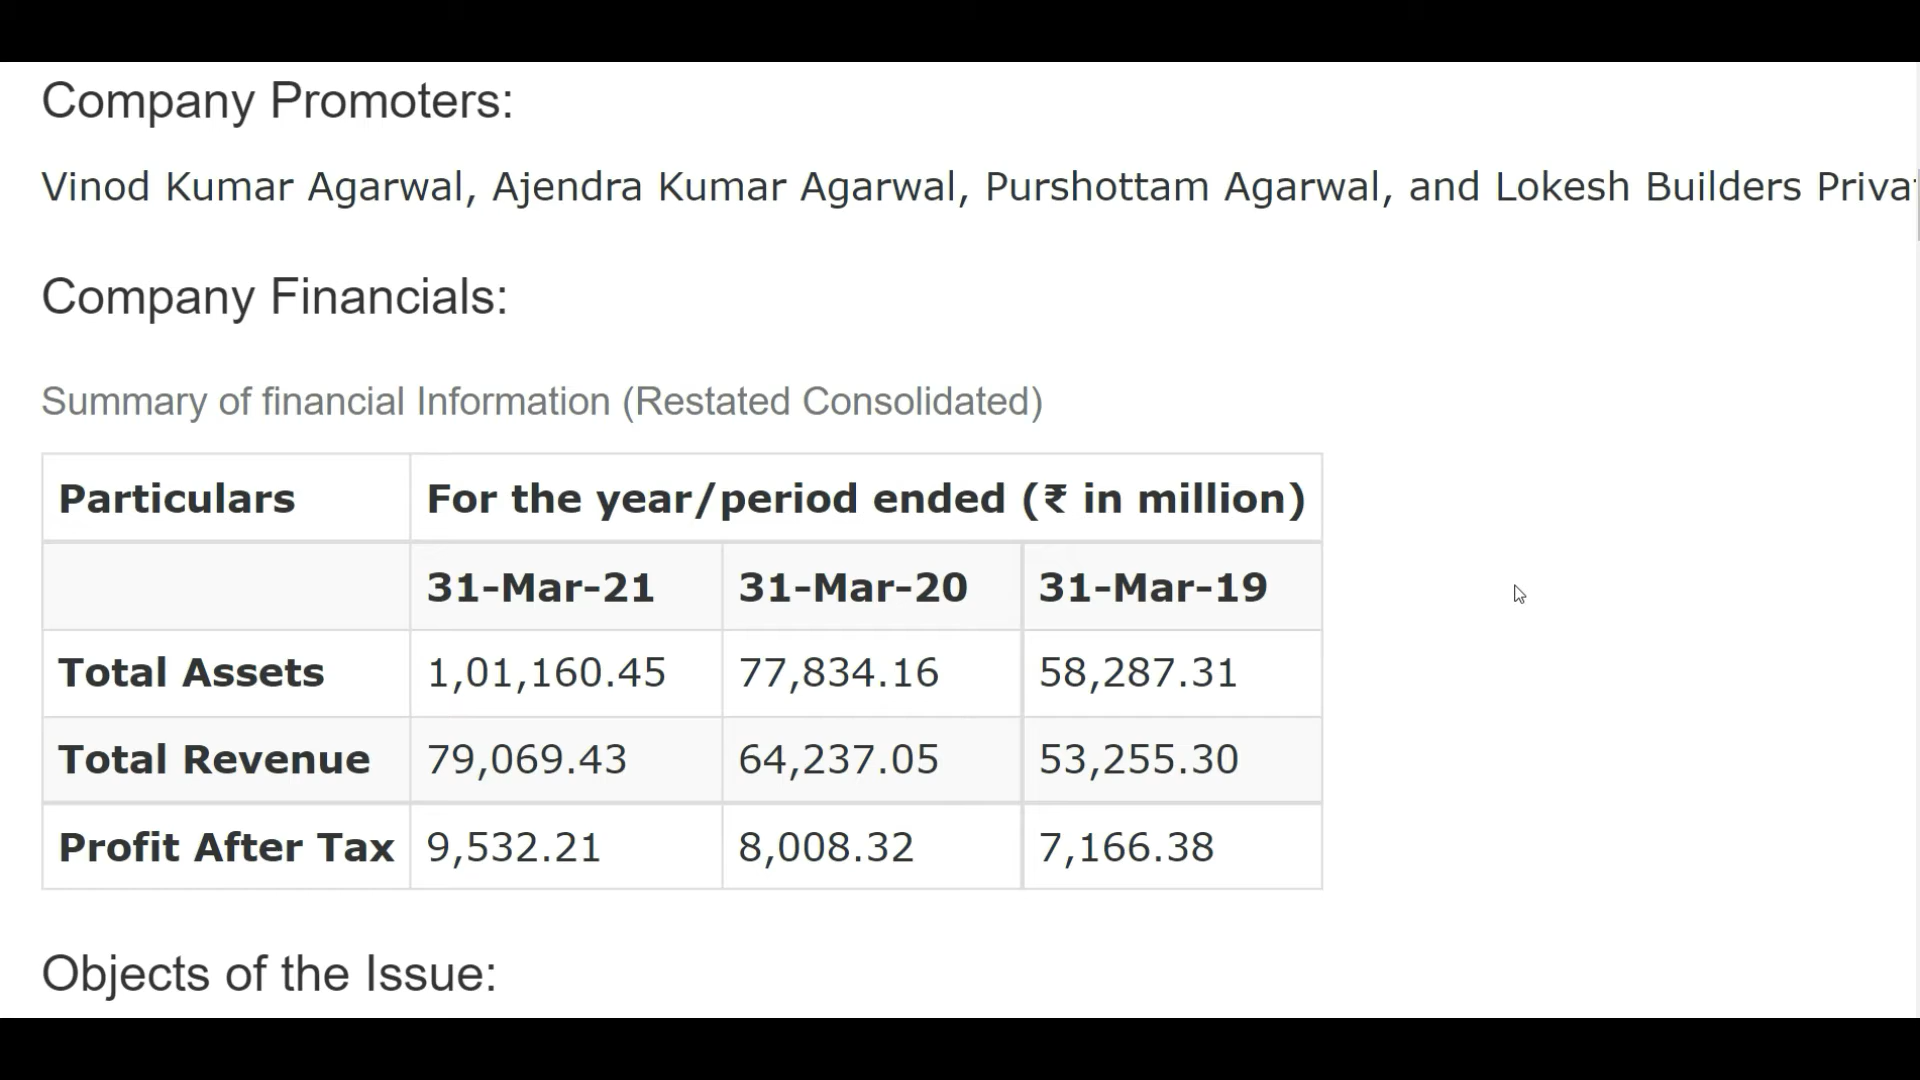 Company Promoters:
Vinod Kumar Agarwal, Ajendra Kumar Agarwal, Purshottam Agarwal, and Lokesh Builders
Company Financials:
Summary of financial Information (Restated Consolidated)
Particulars For the year/period ended (₹ in million)
31-Mar-21 31-Mar-20 31-Mar-19
Total Assets 1,01,160.45 77,834.16 58,287.31
Total Revenue 79,069.43 64,237.05 53,255.30
Profit After Tax 9,532.21 8,008.32 7,166.38
Objects of the Issue: